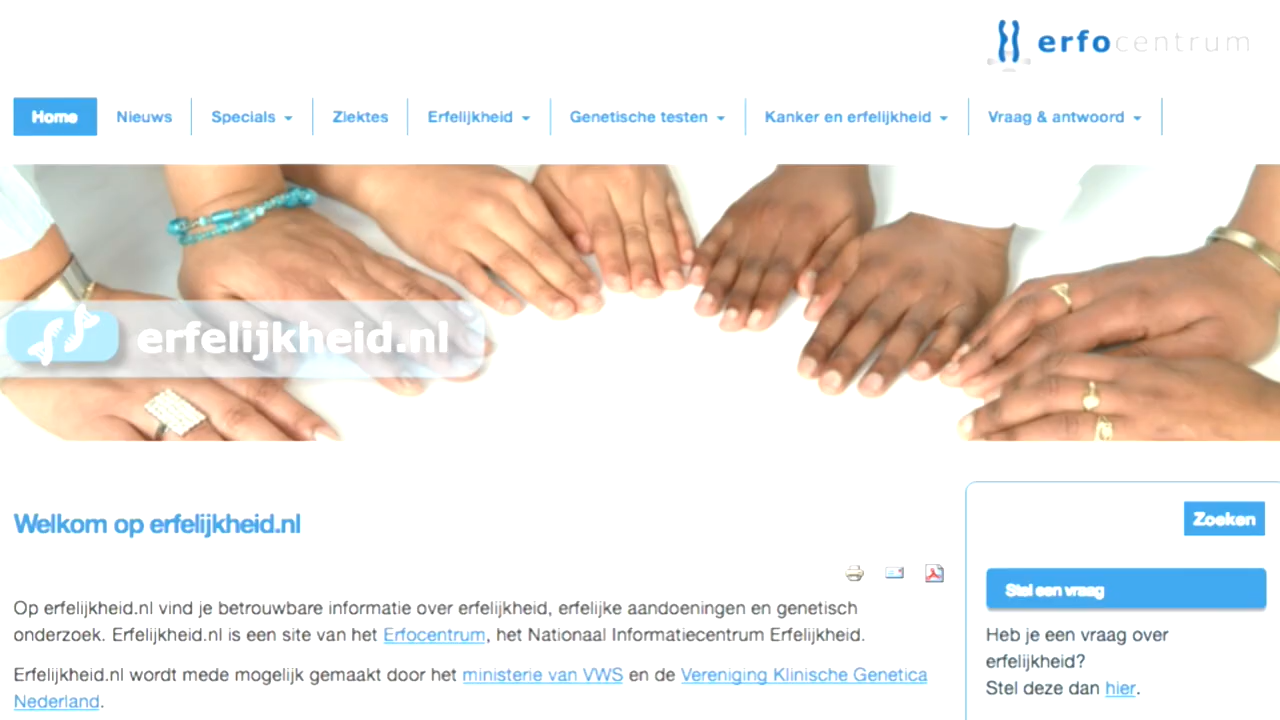 erfocentrum
Home Nieuws Specials Ziektes Erfelijkheid Genetische testen Kanker en erfelijkheid Vraag & antwoord
erfelijkheid.nl
Welkom op erfelijkheid.nl
Zoeken
Stel een vraag
Op erfelijkheid.nl vind je betrouwbare informatie over erfelijkheid, erfelijke aandoeningen en genetisch
onderzoek. Erfelijkheid.nl is een site van het Erfocentrum, het Nationaal Informatiecentrum Erfelijkheid.
Erfelijkheid.nl wordt mede mogelijk gemaakt door het ministerie van VWS en de Vereniging Klinische Genetica
Nederland.
Heb je een vraag over
erfelijkheid?
Stel deze dan hier.